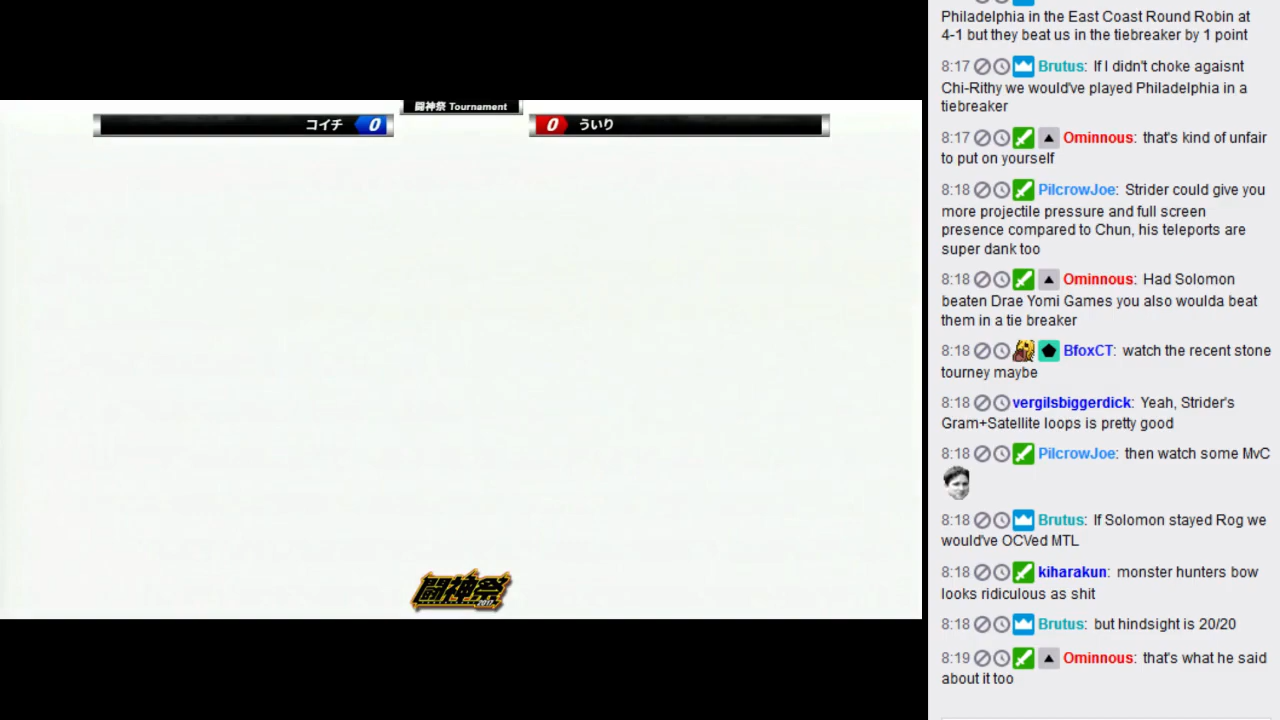 闘神祭 Tournament
コイチ 0
0 ういり
闘神祭
2017
Philadelphia in the East Coast Round Robin at
4-1 but they beat us in the tiebreaker by 1 point
8:17 Brutus: If I didn't choke agaisnt
Chi-Rithy we would've played Philadelphia in a
tiebreaker
8:17 Ominnous: that's kind of unfair
to put on yourself
8:18 PilcrowJoe: Strider could give you
more projectile pressure and full screen
presence compared to Chun, his teleports are
super dank too
8:18 Ominnous: Had Solomon
beaten Drae Yomi Games you also woulda beat
them in a tie breaker
8:18 BfoxCT: watch the recent stone
tourney maybe
8:18 vergilsbiggerdick: Yeah, Strider's
Gram+Satellite loops is pretty good
8:18 PilcrowJoe: then watch some MvC
8:18 Brutus: If Solomon stayed Rog we
would've OCVed MTL
8:18 kiharakun: monster hunters bow
looks ridiculous as shit
8:18 Brutus: but hindsight is 20/20
8:19 Ominnous: that's what he said
about it too